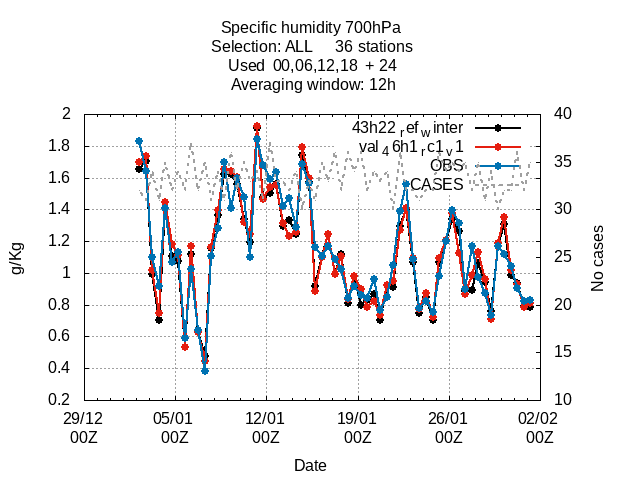 Specific humidity 700hPa
Selection: ALL 36 stations
Used 00,06,12,18 + 24
Averaging window: 12h
43h22_ref_winter
val_46h1_rc1_v1
OBS
CASES
2
1.8
1.6
1.4
1.2
1
0.8
0.6
0.4
0.2
40
35
30
25
20
15
10
g/Kg
No cases
29/12 05/01 12/01 19/01 26/01 02/02
00Z 00Z 00Z 00Z 00Z 00Z
Date